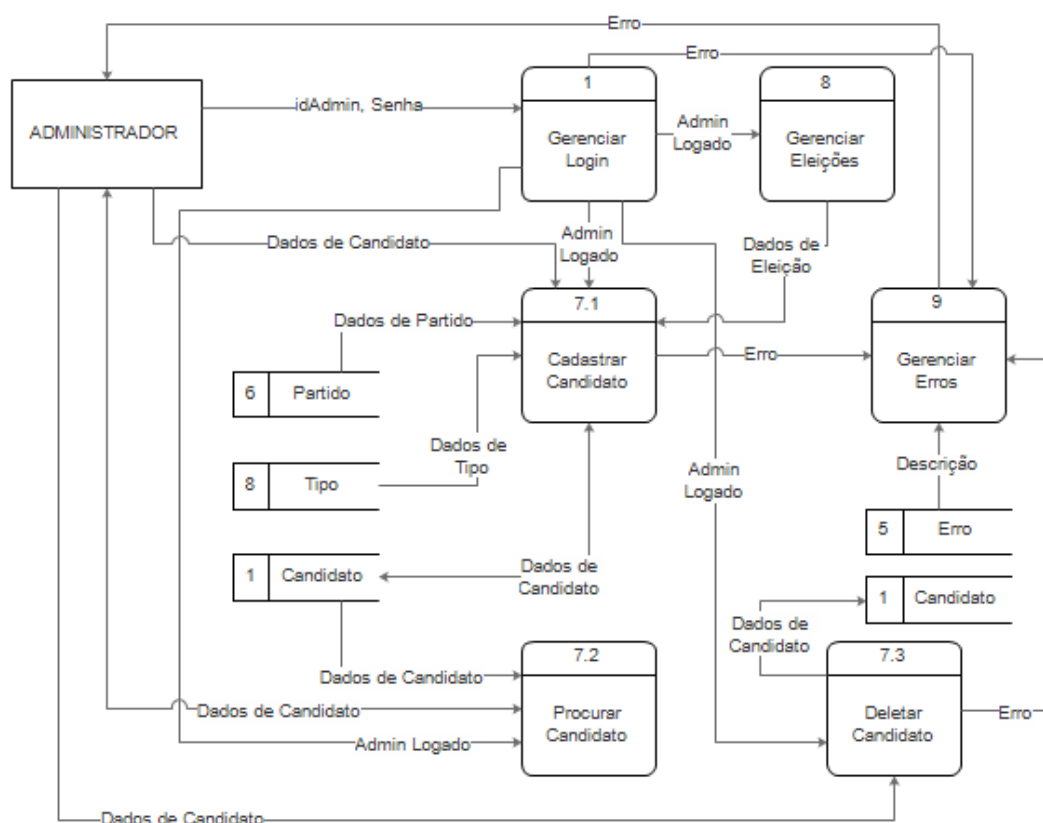 Erro
Erro
1
8
idAdmin, Senha
ADMINISTRADOR
Admin
Logado
Gerenciar
Login
Gerenciar
Eleições
Dados de Candidato
Admin
Logado
Dados de
Eleição
7.1
9
Dados de Partido
Cadastrar
Candidato
Erro
Gerenciar
Erros
6
Partido
Dados de
Tipo
Admin
Logado
Descrição
8
Tipo
5
Erro
1
Candidato
Dados de
Candidato
1
Candidato
Dados de
Candidato
7.2
7.3
Dados de Candidato
Dados de Candidato
Procurar
Candidato
Deletar
Candidato
Erro
Admin Logado
Dados de Candidato